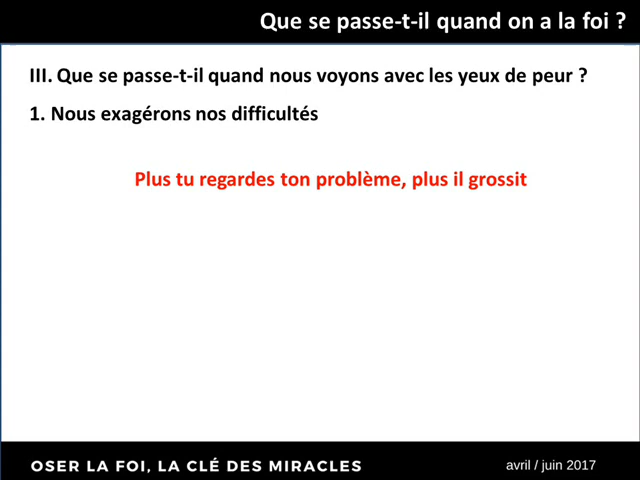 Que se passe-t-il quand on a la foi ?
III. Que se passe-t-il quand nous voyons avec les yeux de peur ?
1. Nous exagérons nos difficultés
Plus tu regardes ton problème, plus il grossit
OSER LA FOI, LA CLÉ DES MIRACLES
avril / juin 2017